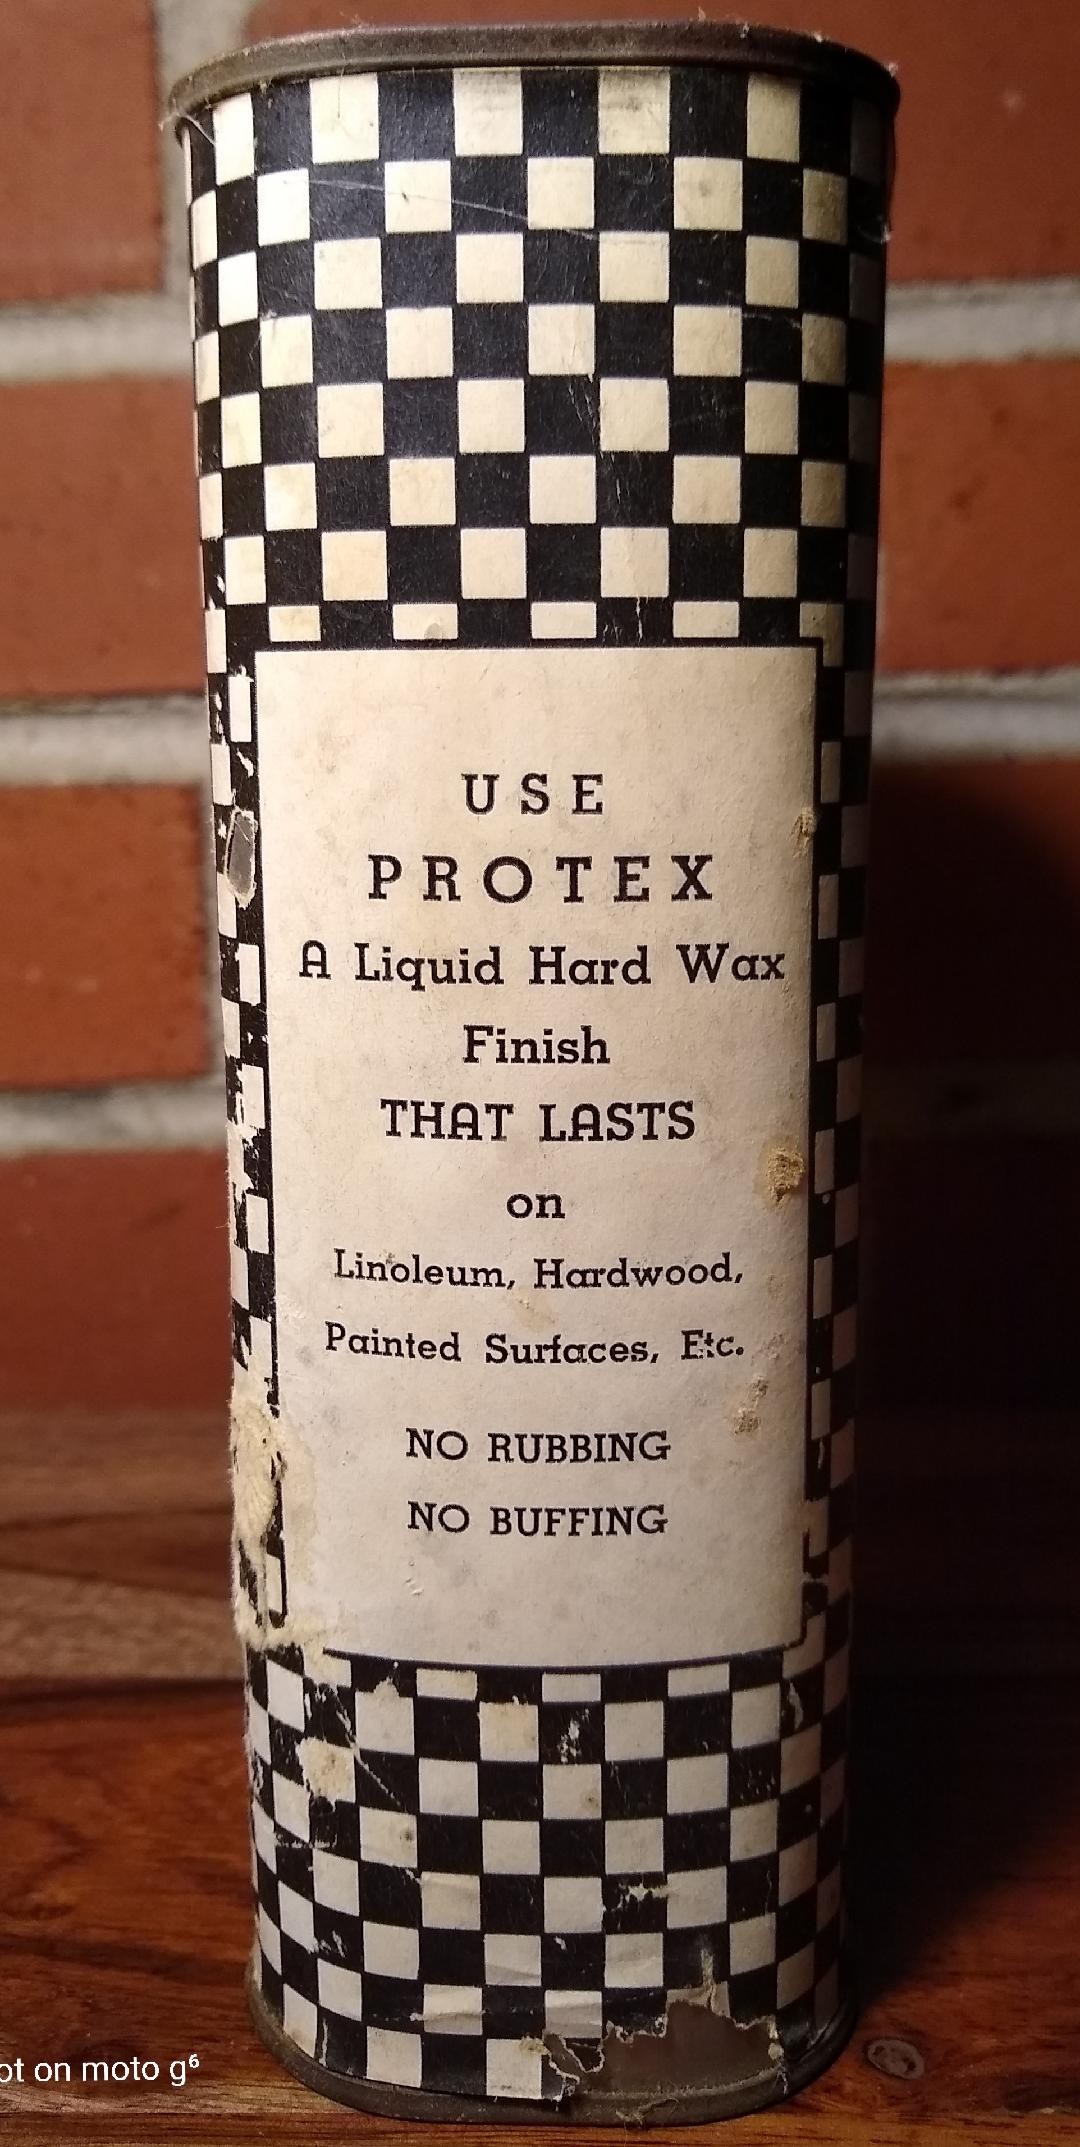 USE
PROTEX
A Liquid Hard Wax
Finish
THAT LASTS
on
Linoleum, Hardwood,
Painted Surfaces, Etc.
NO RUBBING
NO BUFFING
on moto g⁶